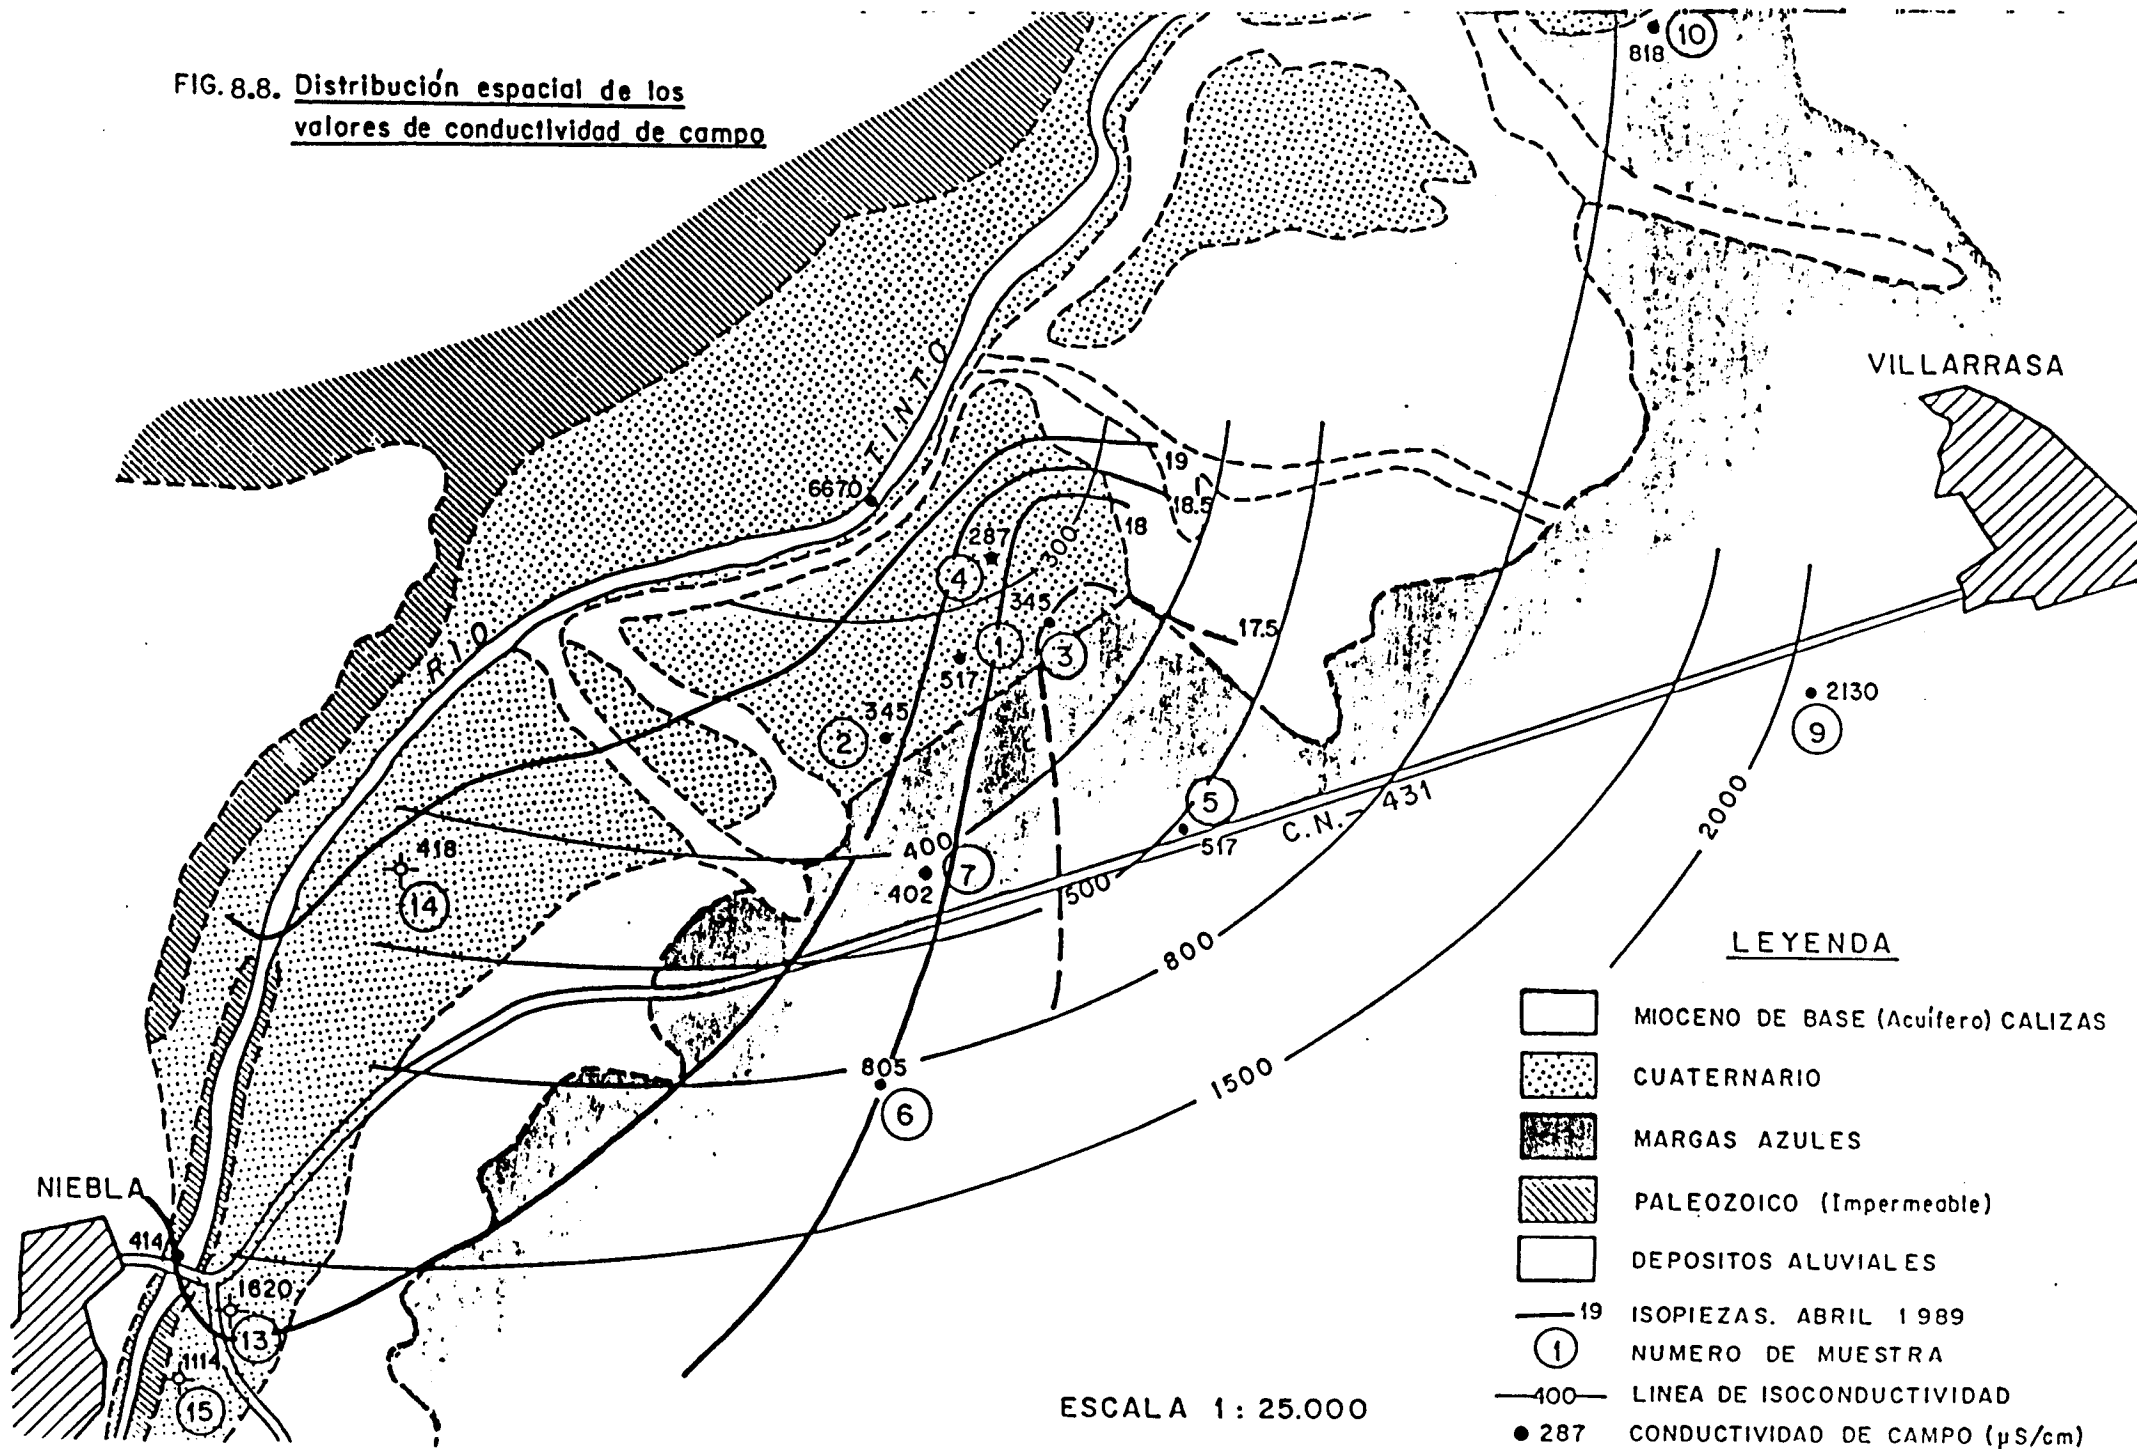 FIG. 8.8. Distribución espacial de los
valores de conductividad de campo
818
10
VILLARRASA
RIO TINTO
6670
19
18.5
18
287
4
300
345
1
3
17.5
517
2
345
2130
9
5
517
C.N.-431
2000
400
402
7
418
14
500
800
805
6
1500
NIEBLA
414
1620
13
1114
15
LEYENDA
MIOCENO DE BASE (Acuífero) CALIZAS
CUATERNARIO
MARGAS AZULES
PALEOZOICO (Impermeable)
DEPOSITOS ALUVIALES
19 ISOPIEZAS. ABRIL 1989
1 NUMERO DE MUESTRA
400 LINEA DE ISOCONDUCTIVIDAD
287 CONDUCTIVIDAD DE CAMPO (µS/cm)
ESCALA 1: 25.000